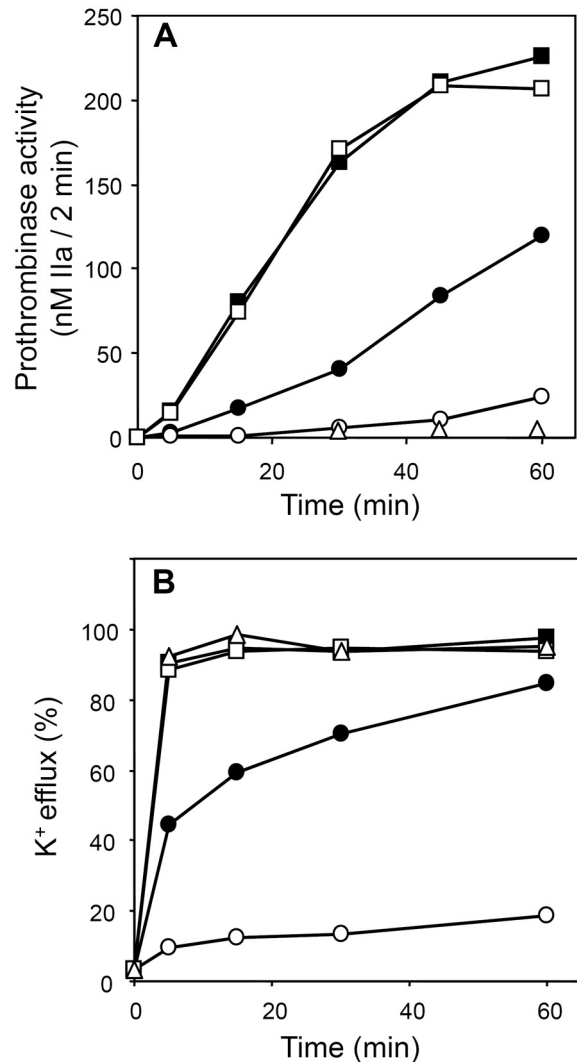 A
250
200
150
100
50
0
Prothrombinase activity
(nM IIa / 2 min)
0 20 40 60
Time (min)
B
100
80
60
40
20
0
K⁺ efflux (%)
0 20 40 60
Time (min)